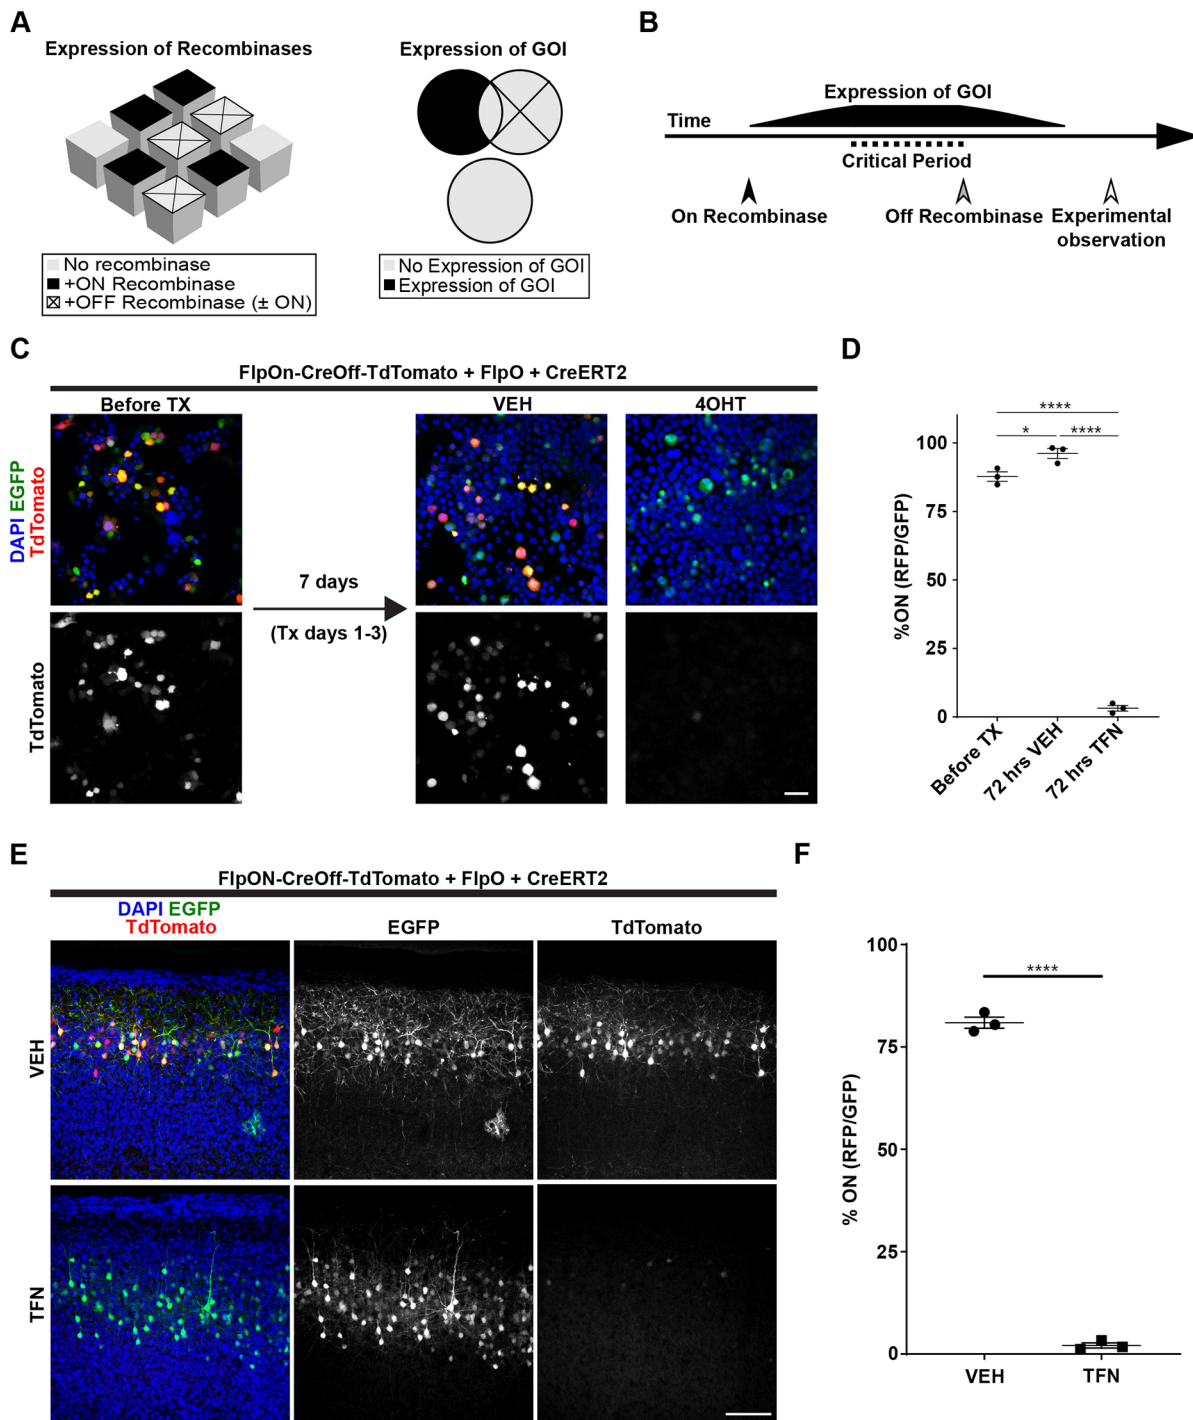 A
Expression of Recombinases
Expression of GOI
No recombinase
+ON Recombinase
+OFF Recombinase (± ON)
No Expression of GOI
Expression of GOI
B
Expression of GOI
Time
Critical Period
On Recombinase
Off Recombinase
Experimental
observation
C
FlpOn-CreOff-TdTomato + FlpO + CreERT2
Before TX
VEH
4OHT
DAPI EGFP
TdTomato
7 days
(Tx days 1-3)
TdTomato
D
****
* ****
100
75
50
25
0
%ON (RFP/GFP)
Before TX
72 hrs VEH
72 hrs TFN
E
FlpON-CreOff-TdTomato + FlpO + CreERT2
DAPI EGFP
TdTomato
EGFP
TdTomato
VEH
TFN
F
****
100
75
50
25
0
% ON (RFP/GFP)
VEH
TFN